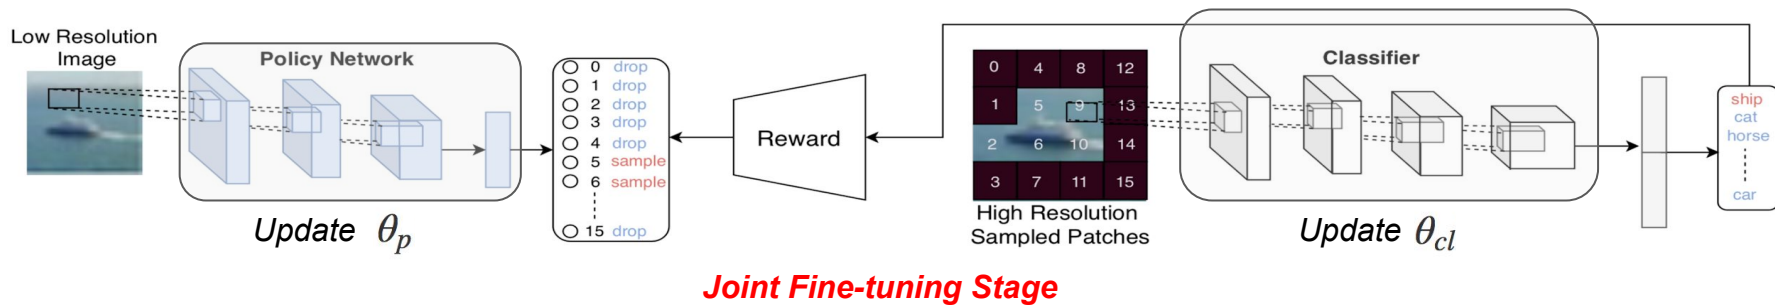 Low Resolution
Image
Policy Network
Update θp
0 drop
1 drop
2 drop
3 drop
4 drop
5 sample
6 sample
15 drop
Reward
0 4 8 12
1 5 9 13
2 6 10 14
3 7 11 15
High Resolution
Sampled Patches
Classifier
Update θcl
ship
cat
horse
car
Joint Fine-tuning Stage